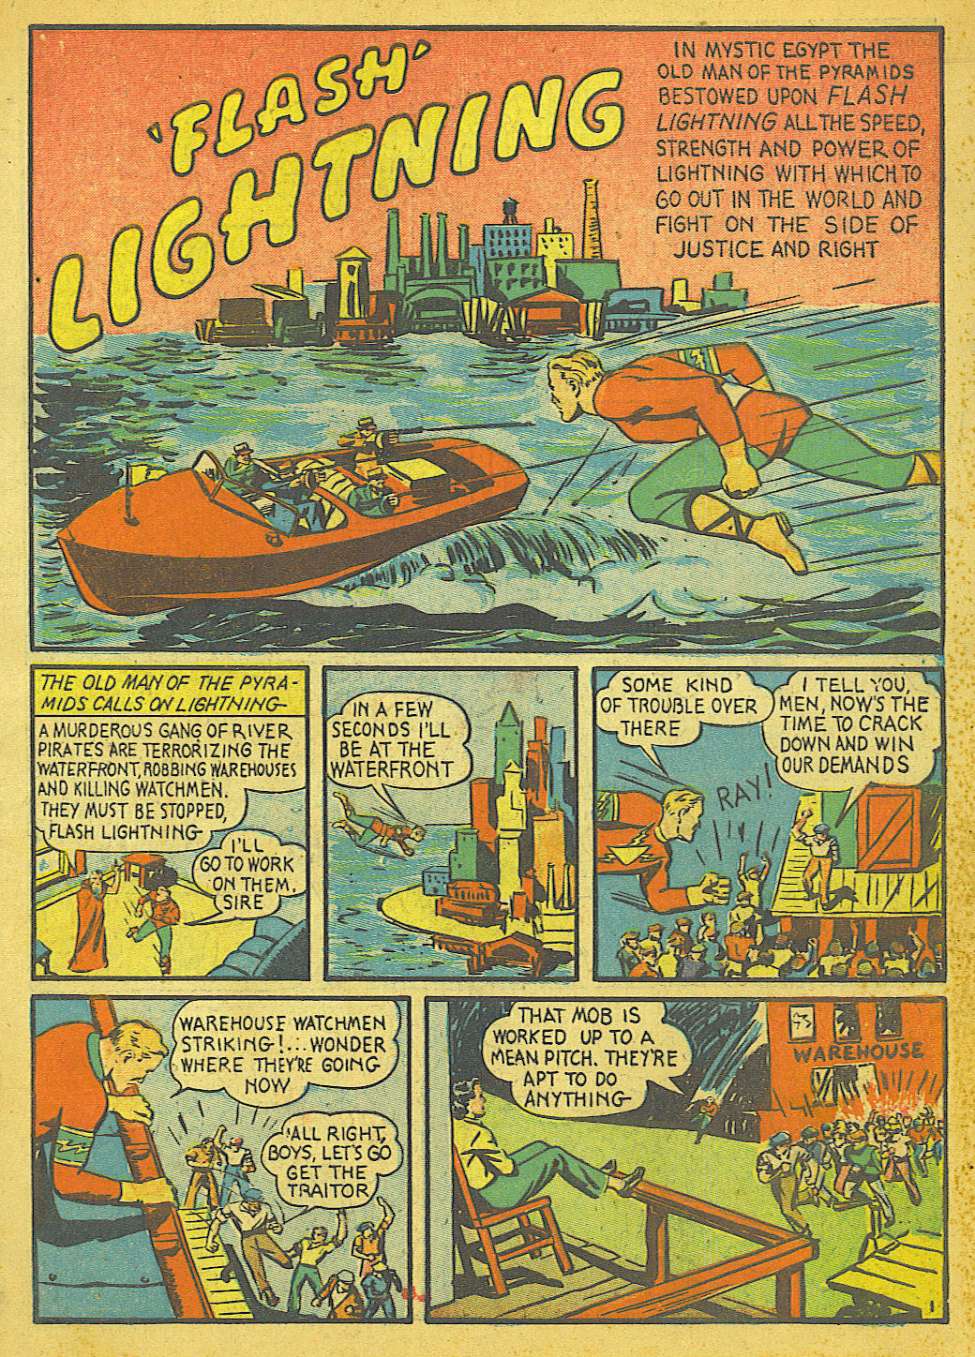 'FLASH'
LIGHTNING
IN MYSTIC EGYPT THE
OLD MAN OF THE PYRAMIDS
BESTOWED UPON FLASH
LIGHTNING ALL THE SPEED,
STRENGTH AND POWER OF
LIGHTNING WITH WHICH TO
GO OUT IN THE WORLD AND
FIGHT ON THE SIDE OF
JUSTICE AND RIGHT
THE OLD MAN OF THE PYRA-
MIDS CALLS ON LIGHTNING-
A MURDEROUS GANG OF RIVER
PIRATES ARE TERRORIZING THE
WATERFRONT, ROBBING WAREHOUSES
AND KILLING WATCHMEN.
THEY MUST BE STOPPED,
FLASH LIGHTNING-
I'LL
GO TO WORK
ON THEM,
SIRE
IN A FEW
SECONDS I'LL
BE AT THE
WATERFRONT
SOME KIND
OF TROUBLE OVER
THERE
RAY!
I TELL YOU,
MEN, NOW'S THE
TIME TO CRACK
DOWN AND WIN
OUR DEMANDS
WAREHOUSE WATCHMEN
STRIKING!... WONDER
WHERE THEY'RE GOING
NOW
ALL RIGHT,
BOYS, LET'S GO
GET THE
TRAITOR
THAT MOB IS
WORKED UP TO A
MEAN PITCH. THEY'RE
APT TO DO
ANYTHING-
WAREHOUSE
1